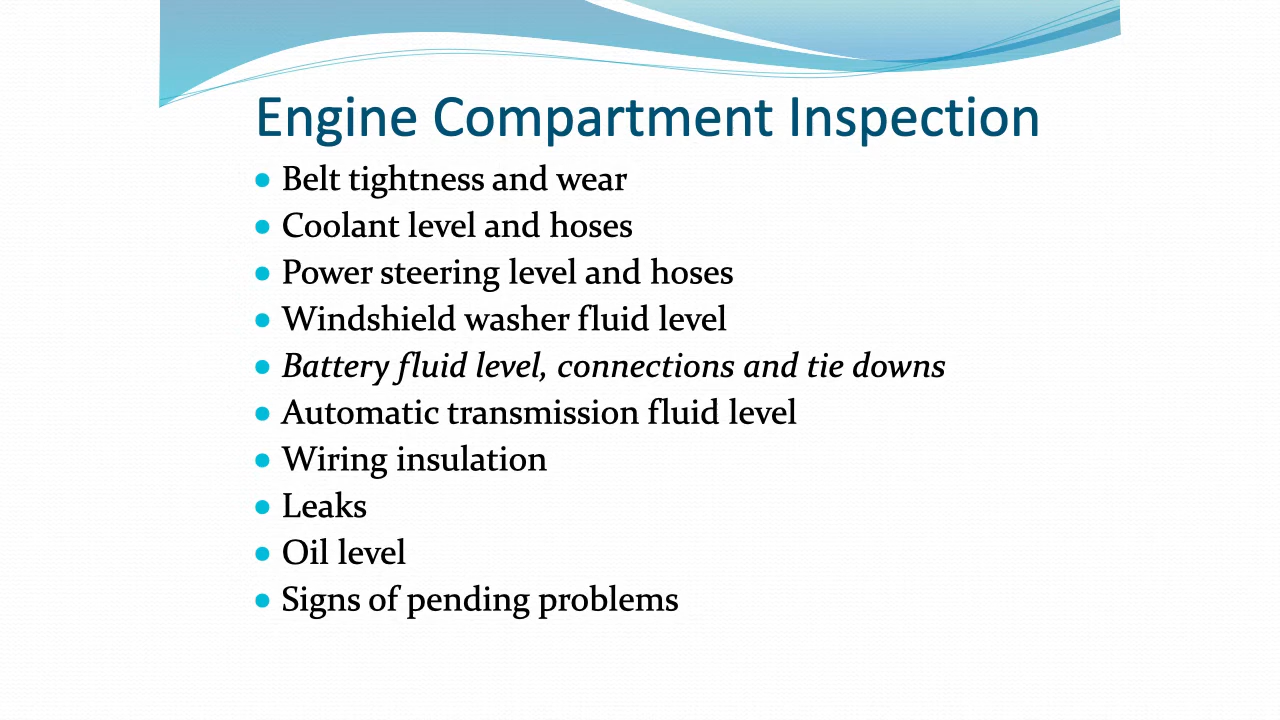 Engine Compartment Inspection
• Belt tightness and wear
• Coolant level and hoses
• Power steering level and hoses
• Windshield washer fluid level
• Battery fluid level, connections and tie downs
• Automatic transmission fluid level
• Wiring insulation
• Leaks
• Oil level
• Signs of pending problems